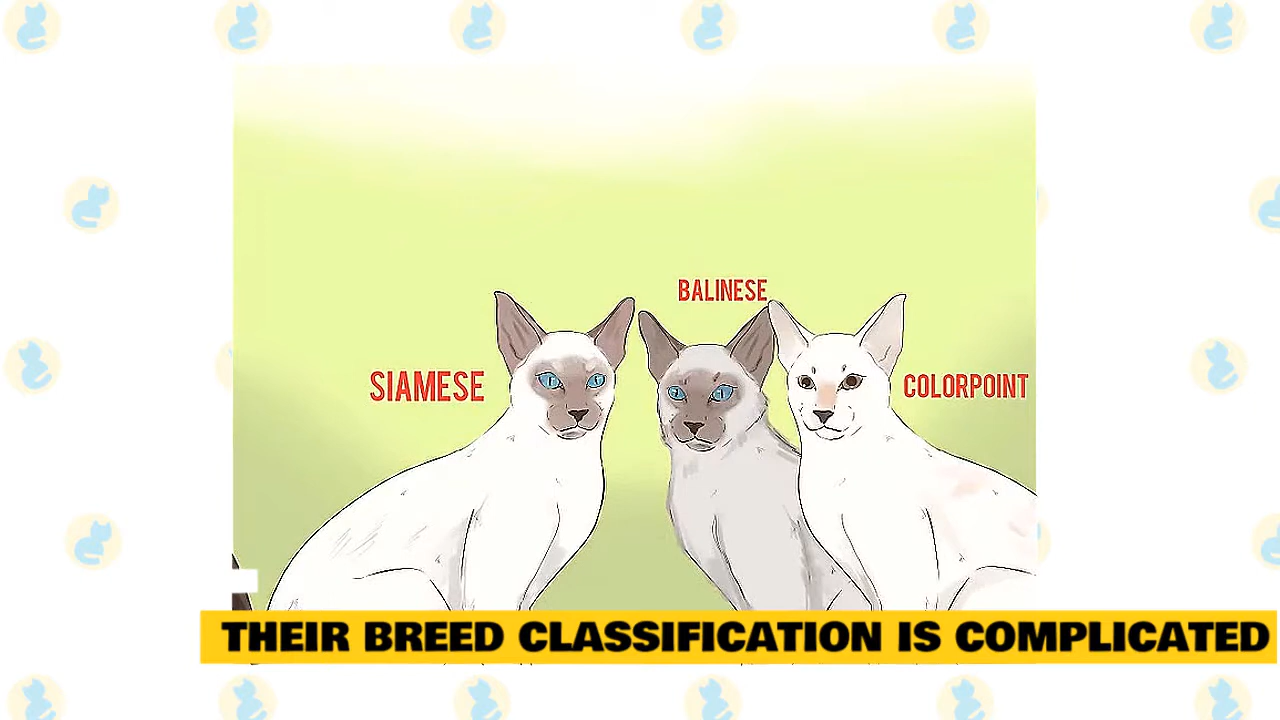 BALINESE
SIAMESE
COLORPOINT
THEIR BREED CLASSIFICATION IS COMPLICATED